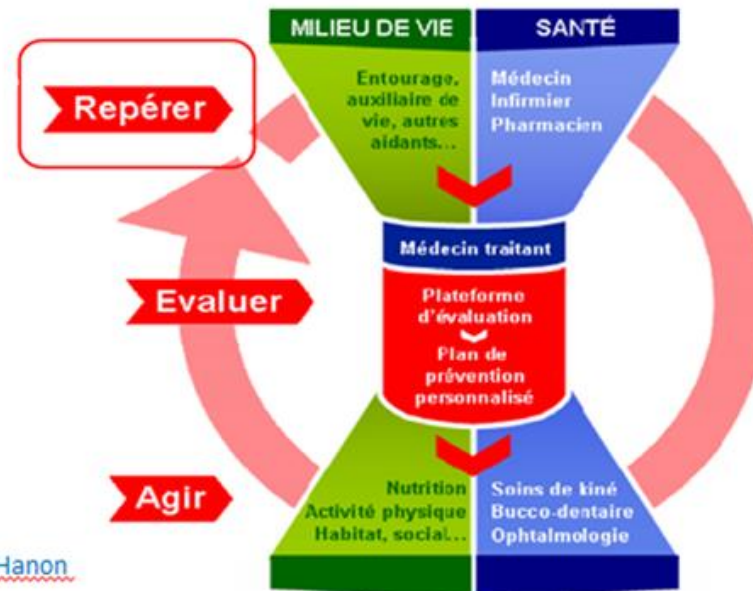 MILIEU DE VIE
SANTÉ
Repérer
Entourage,
auxiliaire de
vie, autres
aidants...
Médecin
Infirmier
Pharmacien
Médecin traitant
Evaluer
Plateforme
d'évaluation
Plan de
prévention
personnalisé
Agir
Nutrition
Activité physique
Habitat, social...
Soins de kiné
Bucco-dentaire
Ophtalmologie
Hanon